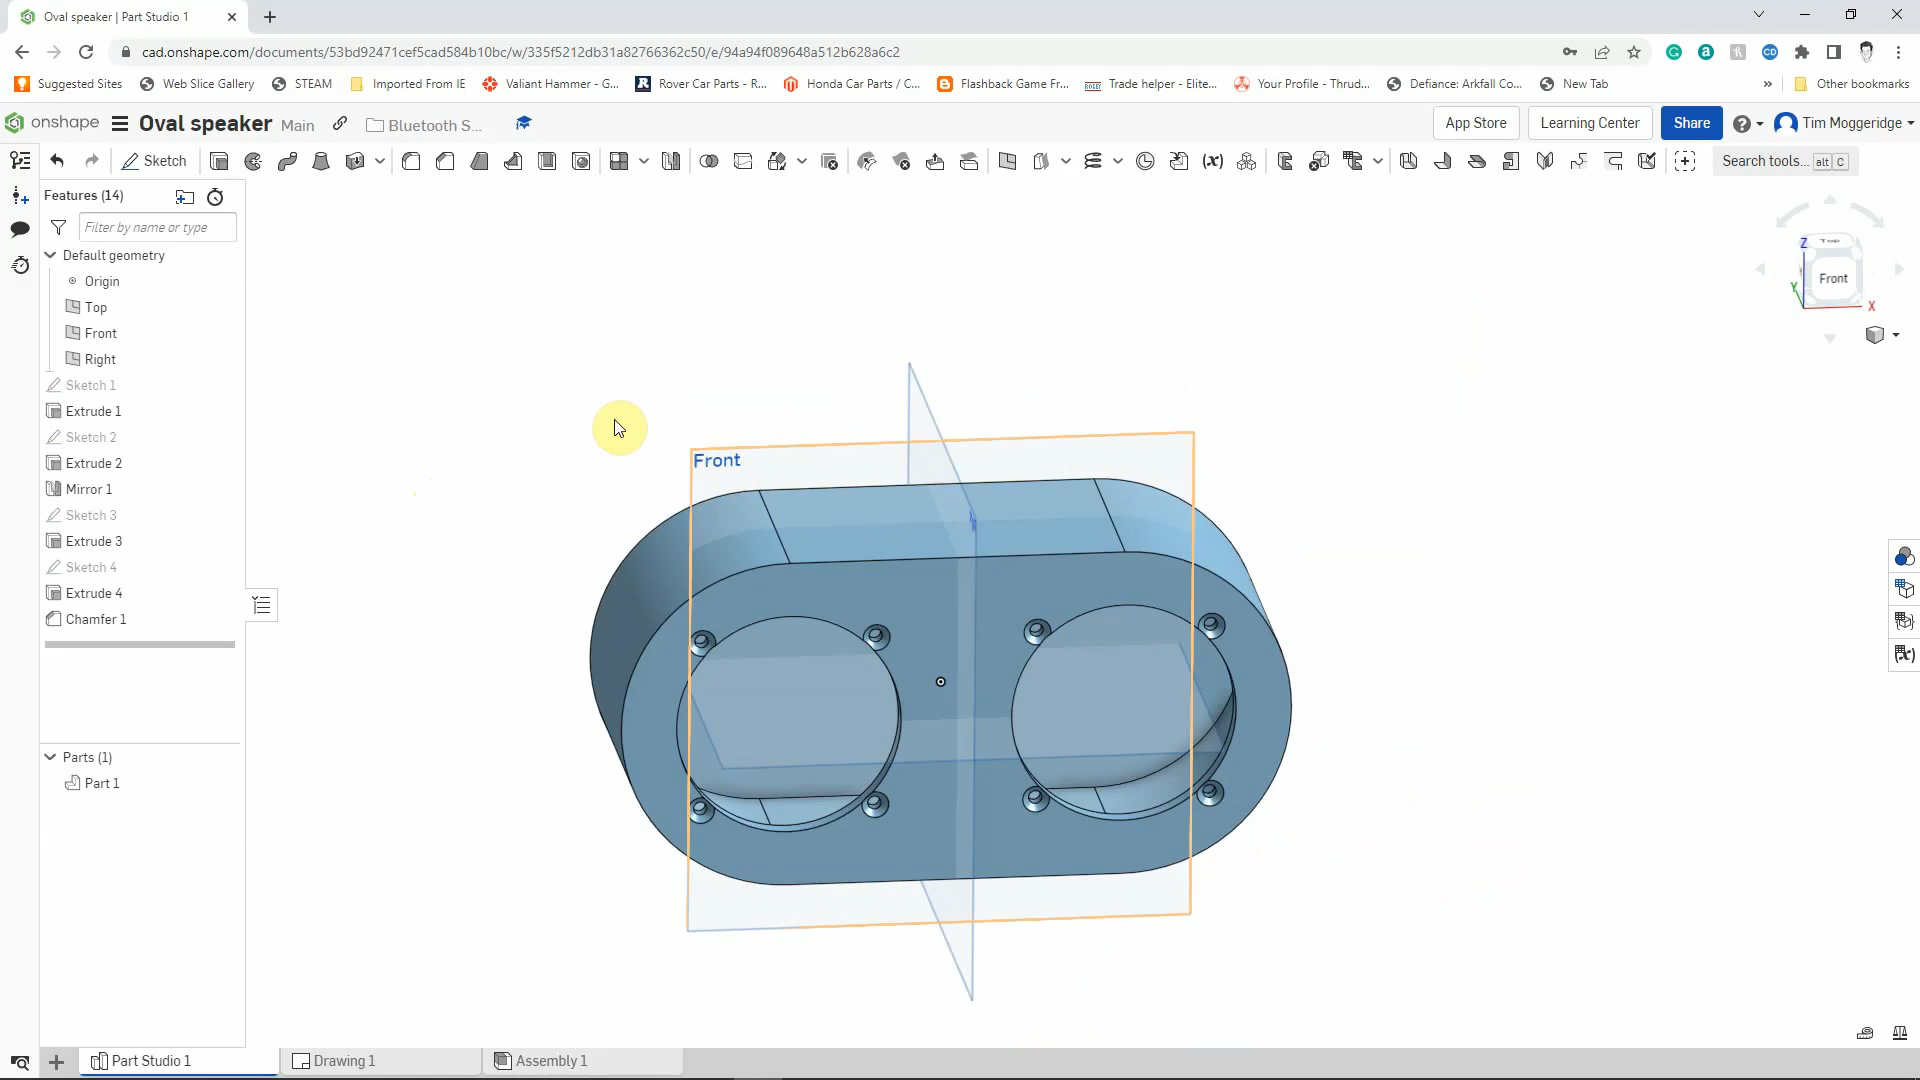 Oval speaker | Part Studio 1
cad.onshape.com/documents/53bd92471cef5cad584b10bc/w/335f5212db31a82766362c50/e/94a94f089648a512b628a6c2
Suggested Sites
Web Slice Gallery
STEAM
Imported From IE
Valiant Hammer - G...
Rover Car Parts - R...
Honda Car Parts / C...
Flashback Game Fr...
Trade helper - Elite...
Your Profile - Thrud...
Defiance: Arkfall Co...
New Tab
»
Other bookmarks
onshape
Oval speaker
Main
Bluetooth S...
App Store
Learning Center
Share
Tim Moggeridge
Sketch
Search tools... alt C
Features (14)
Filter by name or type
Default geometry
Origin
Top
Front
Right
Sketch 1
Extrude 1
Sketch 2
Extrude 2
Mirror 1
Sketch 3
Extrude 3
Sketch 4
Extrude 4
Chamfer 1
Parts (1)
Part 1
Front
Top
Z
Front
Y
X
Part Studio 1
Drawing 1
Assembly 1